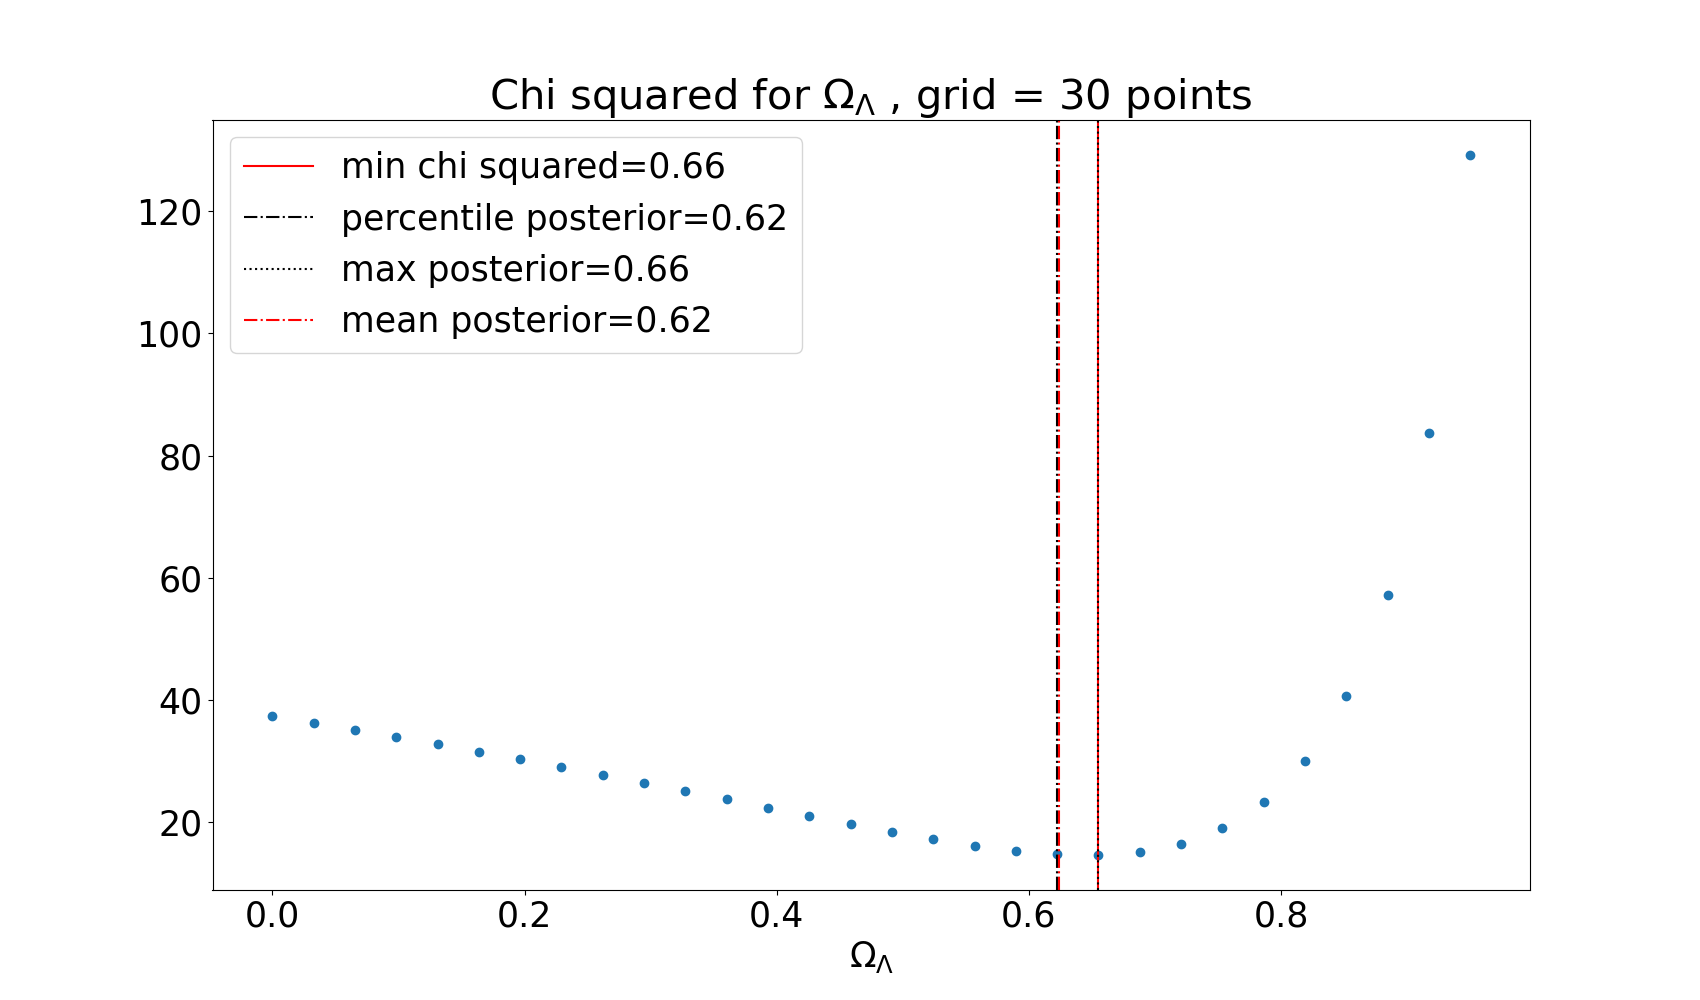 Chi squared for Ω_Λ , grid = 30 points
min chi squared=0.66
percentile posterior=0.62
max posterior=0.66
mean posterior=0.62
120
100
80
60
40
20
0.0 0.2 0.4 0.6 0.8
Ω_Λ